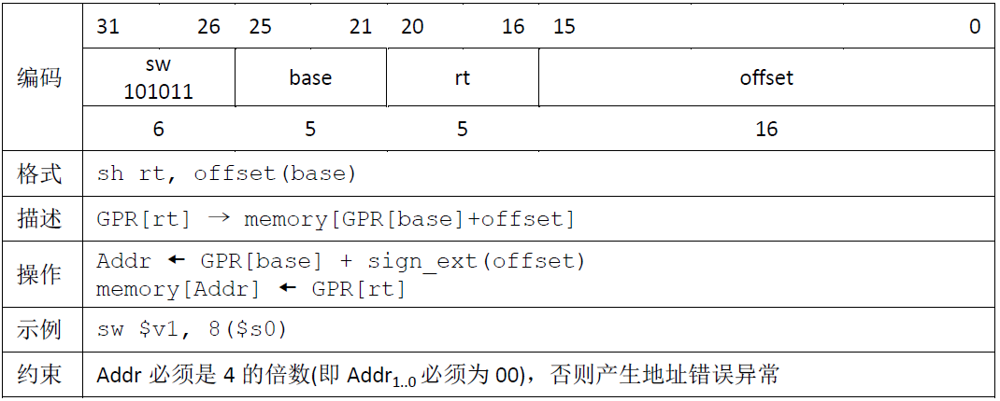 编码
31 26 25 21 20 16 15 0
sw
101011
base
rt
offset
6 5 5 16
格式 sh rt, offset(base)
描述 GPR[rt] → memory[GPR[base]+offset]
操作 Addr ← GPR[base] + sign_ext(offset)
memory[Addr] ← GPR[rt]
示例 sw $v1, 8($s0)
约束 Addr 必须是 4 的倍数(即 Addr1..0 必须为 00)，否则产生地址错误异常